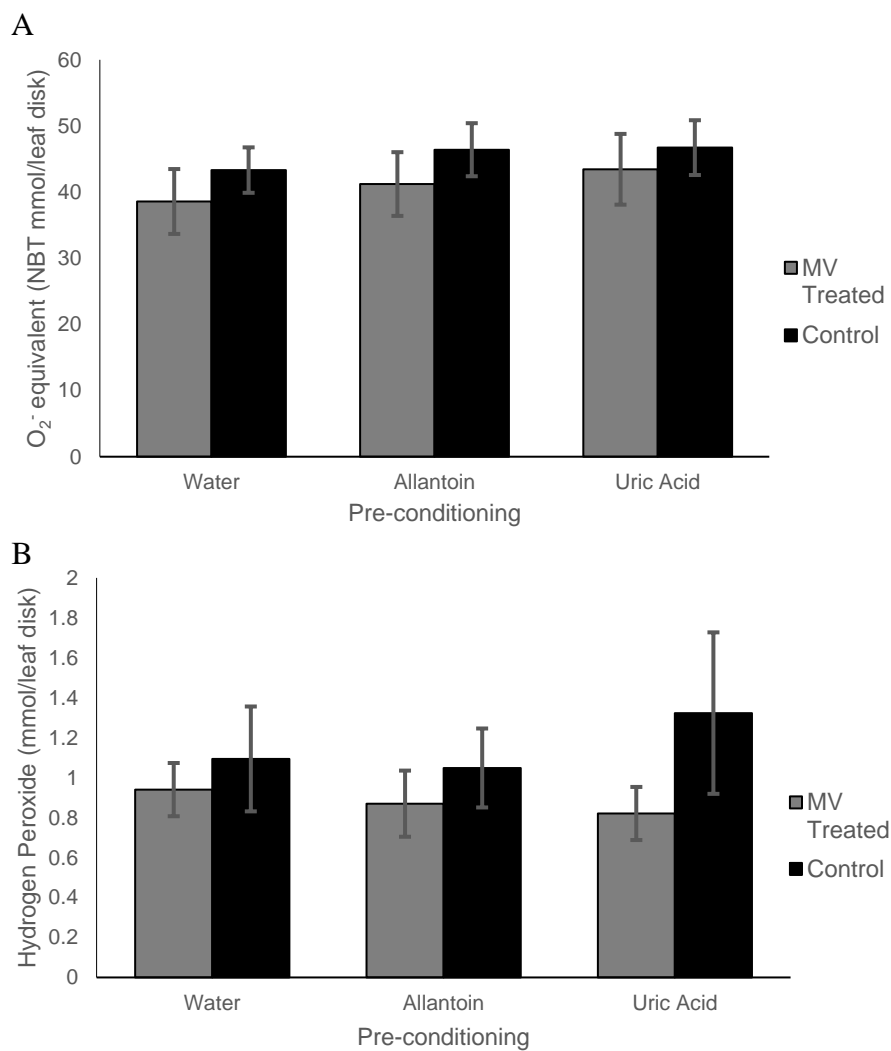 A
60
50
40
30
20
10
0
O₂⁻ equivalent (NBT mmol/leaf disk)
Water Allantoin Uric Acid
Pre-conditioning
MV
Treated
Control
B
2
1.8
1.6
1.4
1.2
1
0.8
0.6
0.4
0.2
0
Hydrogen Peroxide (mmol/leaf disk)
Water Allantoin Uric Acid
Pre-conditioning
MV
Treated
Control